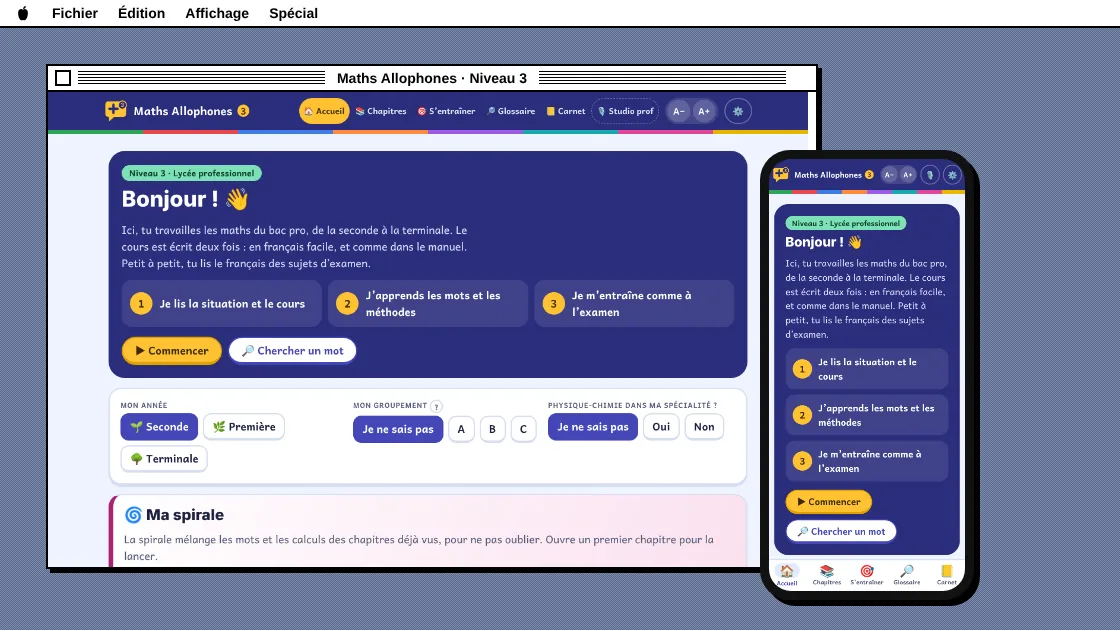 Fichier Édition Affichage Spécial
Maths Allophones · Niveau 3
Maths Allophones 3
Accueil Chapitres S'entraîner Glossaire Carnet Studio prof A− A+
Niveau 3 · Lycée professionnel
Bonjour !
Ici, tu travailles les maths du bac pro, de la seconde à la terminale. Le
cours est écrit deux fois : en français facile, et comme dans le manuel.
Petit à petit, tu lis le français des sujets d'examen.
1 Je lis la situation et le cours
2 J'apprends les mots et les
méthodes
3 Je m'entraîne comme à
l'examen
Commencer
Chercher un mot
MON ANNÉE
Seconde
Première
Terminale
MON GROUPEMENT ?
Je ne sais pas A B C
PHYSIQUE-CHIMIE DANS MA SPÉCIALITÉ ?
Je ne sais pas Oui Non
Ma spirale
La spirale mélange les mots et les calculs des chapitres déjà vus, pour ne pas oublier. Ouvre un premier chapitre pour la
lancer.
Maths Allophones 3 A− A+
Niveau 3 · Lycée professionnel
Bonjour !
Ici, tu travailles les maths du bac pro,
de la seconde à la terminale. Le cours
est écrit deux fois : en français facile,
et comme dans le manuel. Petit à
petit, tu lis le français des sujets
d'examen.
1 Je lis la situation et le
cours
2 J'apprends les mots et les
méthodes
3 Je m'entraîne comme à
l'examen
Commencer
Chercher un mot
Accueil Chapitres S'entraîner Glossaire Carnet